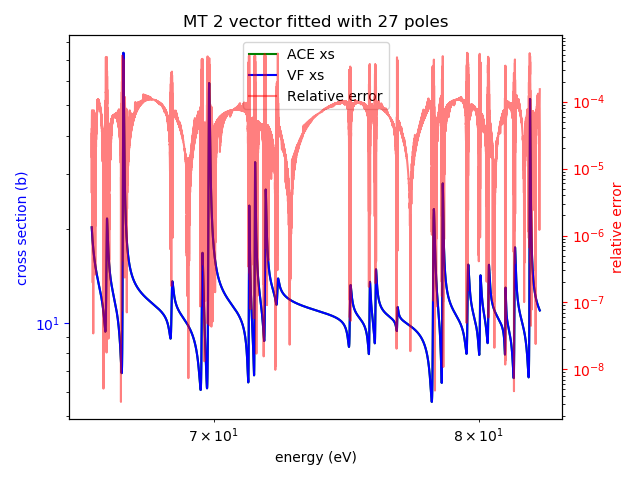 MT 2 vector fitted with 27 poles
ACE xs
VF xs
Relative error
cross section (b)
10¹
10⁻⁴
10⁻⁵
10⁻⁶
10⁻⁷
10⁻⁸
relative error
7 × 10¹
8 × 10¹
energy (eV)